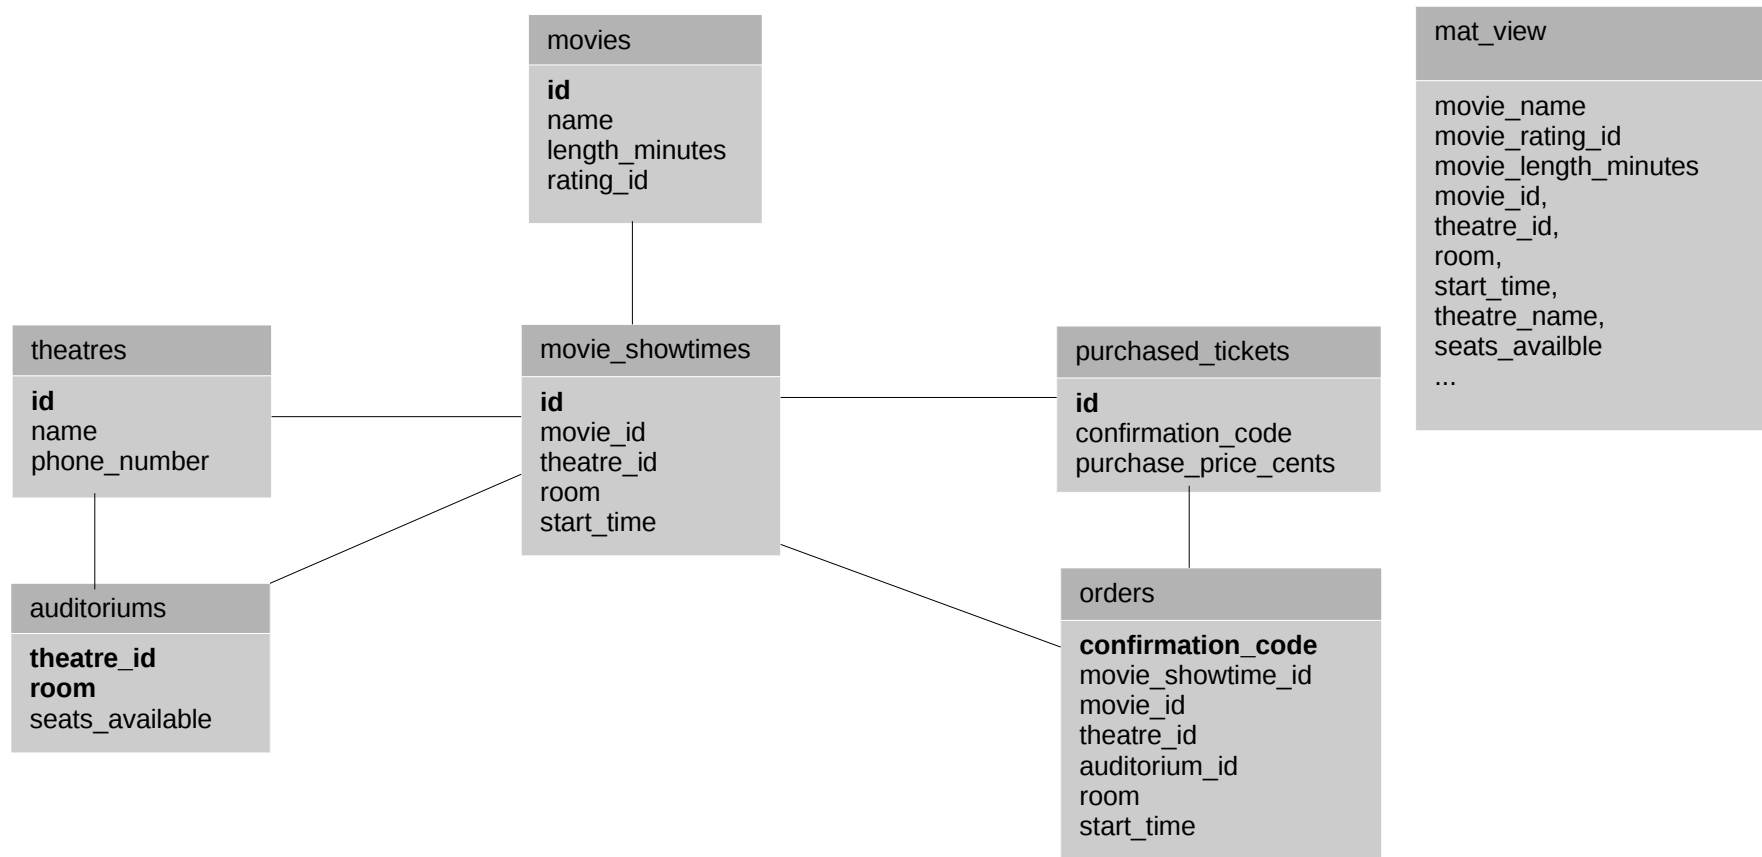 movies
id
name
length_minutes
rating_id
mat_view
movie_name
movie_rating_id
movie_length_minutes
movie_id,
theatre_id,
room,
start_time,
theatre_name,
seats_availble
...
theatres
id
name
phone_number
movie_showtimes
id
movie_id
theatre_id
room
start_time
purchased_tickets
id
confirmation_code
purchase_price_cents
auditoriums
theatre_id
room
seats_available
orders
confirmation_code
movie_showtime_id
movie_id
theatre_id
auditorium_id
room
start_time